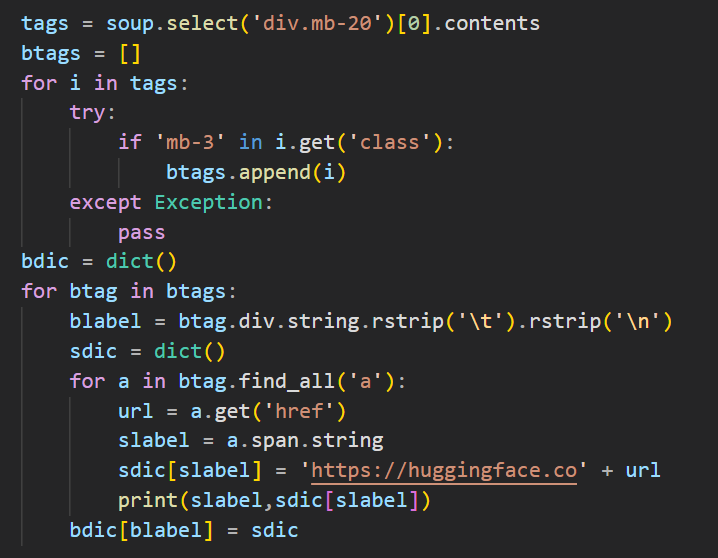 tags = soup.select('div.mb-20')[0].contents
btags = []
for i in tags:
    try:
        if 'mb-3' in i.get('class'):
            btags.append(i)
    except Exception:
        pass
bdic = dict()
for btag in btags:
    blabel = btag.div.string.rstrip('\t').rstrip('\n')
    sdic = dict()
    for a in btag.find_all('a'):
        url = a.get('href')
        slabel = a.span.string
        sdic[slabel] = 'https://huggingface.co' + url
        print(slabel,sdic[slabel])
    bdic[blabel] = sdic